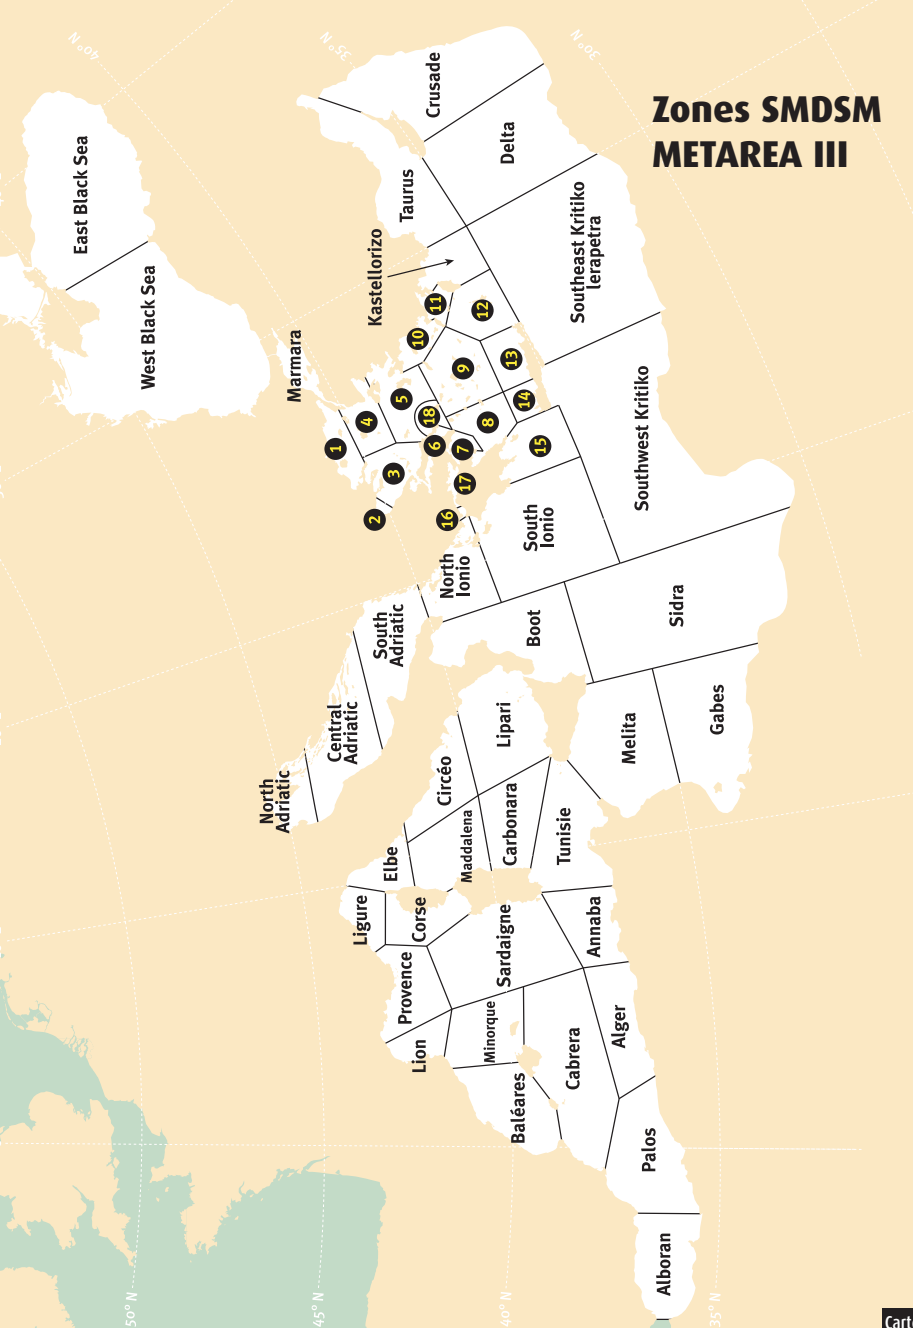 Zones SMDSM
METAREA III
40° N
35° N
30° N
East Black Sea
West Black Sea
Marmara
Crusade
Delta
Taurus
Kastellorizo
Southeast Kritiko
Ierapetra
Southwest Kritiko
1
2
3
4
5
6
7
8
9
10
11
12
13
14
15
16
17
18
North
Ionio
South
Ionio
Boot
Sidra
South
Adriatic
Central
Adriatic
North
Adriatic
Lipari
Melita
Gabes
Circéo
Carbonara
Maddalena
Tunisie
Elbe
Ligure
Corse
Sardaigne
Annaba
Provence
Lion
Minorque
Cabrera
Alger
Baléares
Palos
Alboran
50° N
45° N
40° N
35° N
Cart